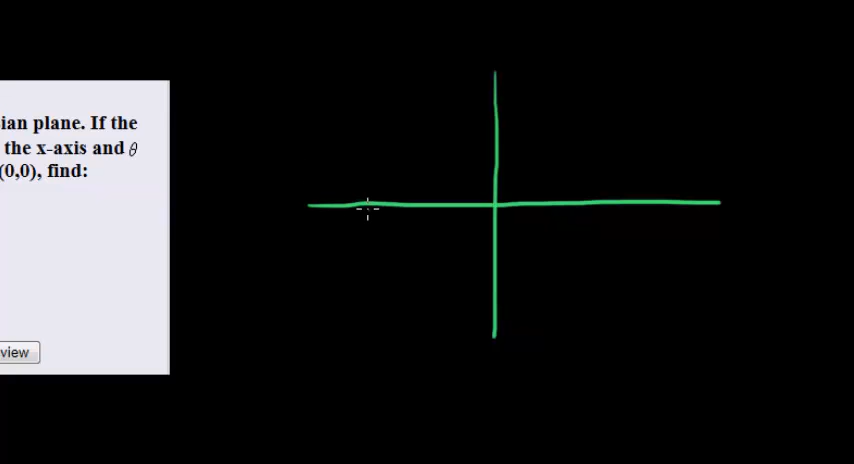 ian plane. If the
the x-axis and θ
(0,0), find:
view